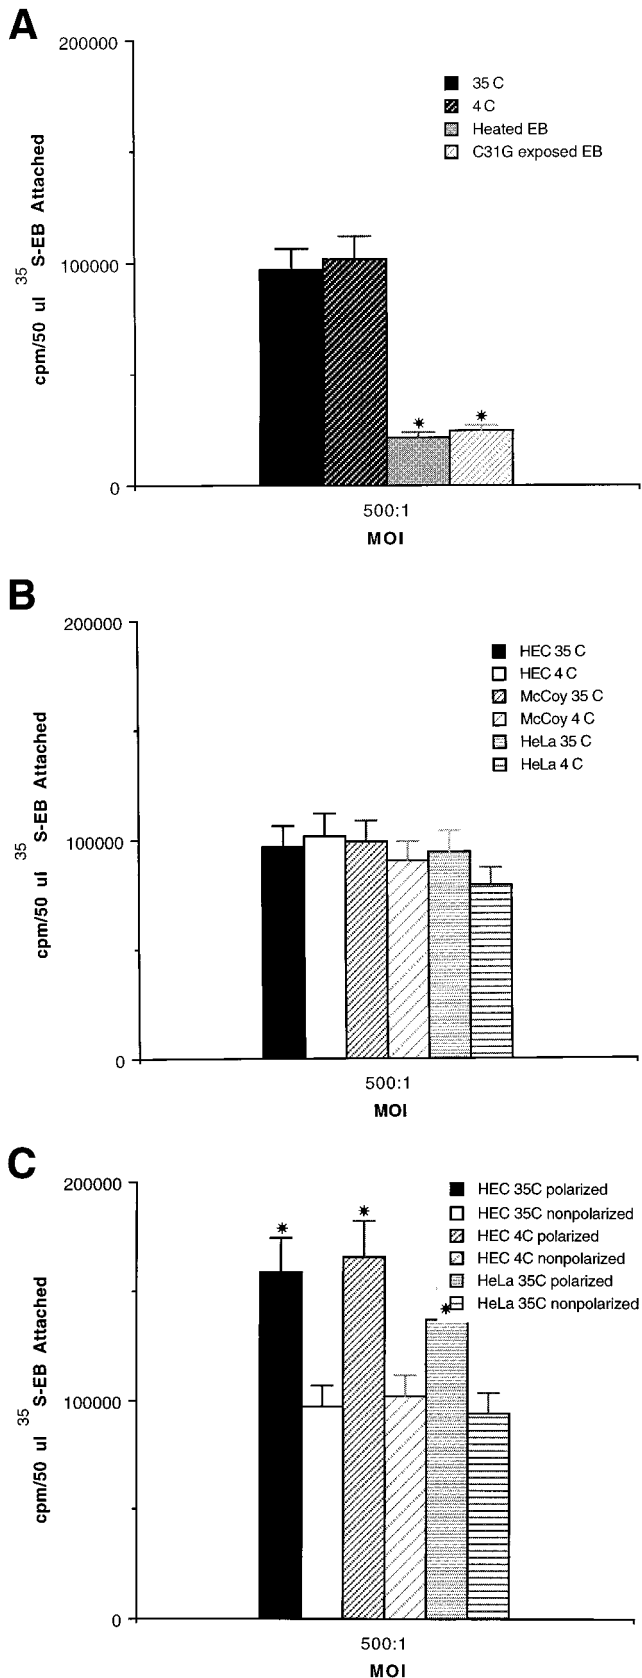 A
200000
100000
0
cpm/50 ul 35 S-EB Attached
35 C
4 C
Heated EB
C31G exposed EB
*
*
500:1
MOI
B
200000
100000
0
cpm/50 ul 35 S-EB Attached
HEC 35 C
HEC 4 C
McCoy 35 C
McCoy 4 C
HeLa 35 C
HeLa 4 C
500:1
MOI
C
200000
100000
0
cpm/50 ul 35 S-EB Attached
HEC 35C polarized
HEC 35C nonpolarized
HEC 4C polarized
HEC 4C nonpolarized
HeLa 35C polarized
HeLa 35C nonpolarized
*
*
*
500:1
MOI